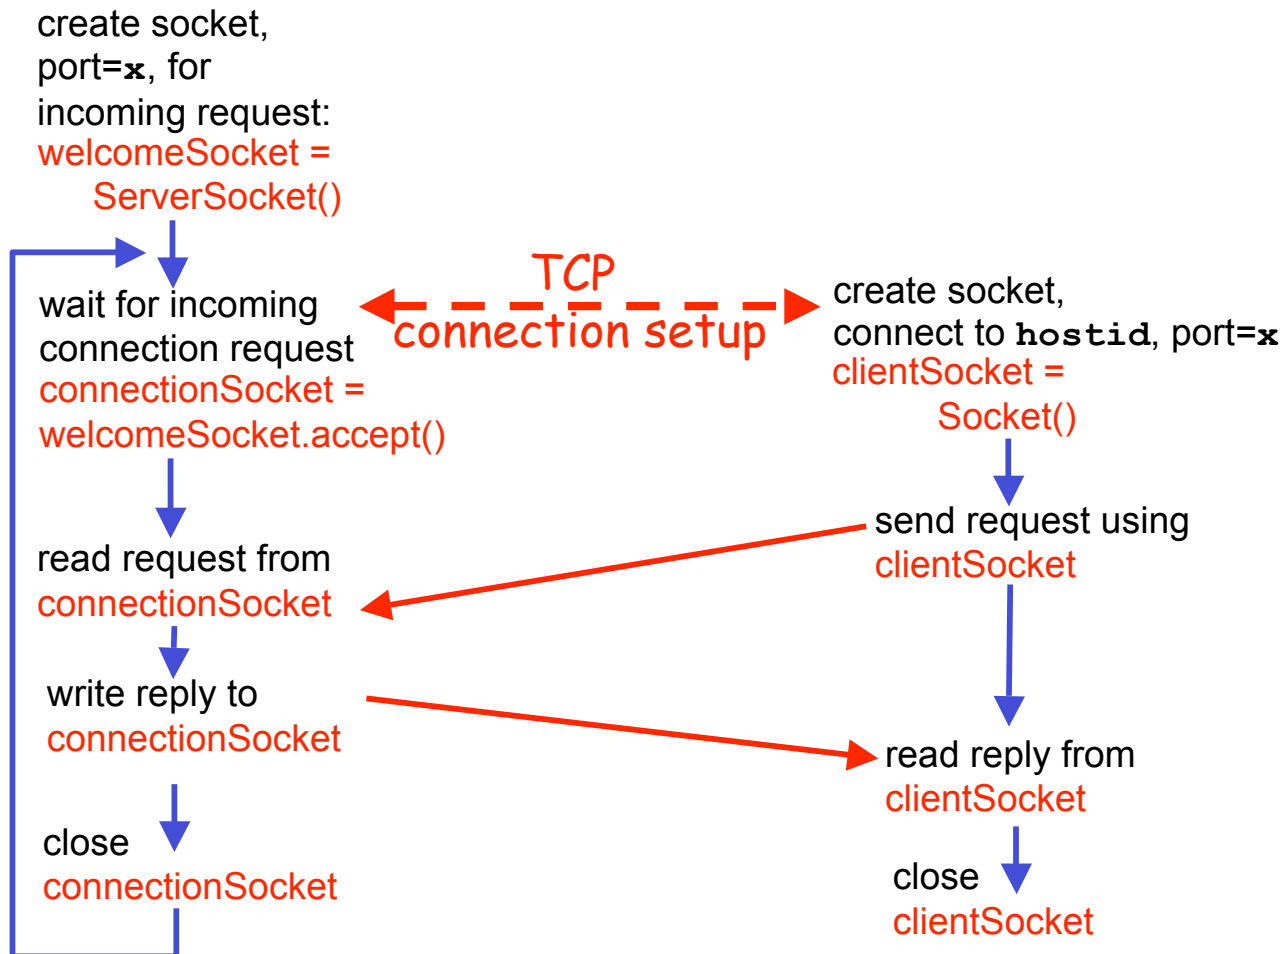 create socket,
port=x, for
incoming request:
welcomeSocket =
ServerSocket()
wait for incoming
connection request
connectionSocket =
welcomeSocket.accept()
TCP
connection setup
create socket,
connect to hostid, port=x
clientSocket =
Socket()
read request from
connectionSocket
send request using
clientSocket
write reply to
connectionSocket
read reply from
clientSocket
close
connectionSocket
close
clientSocket